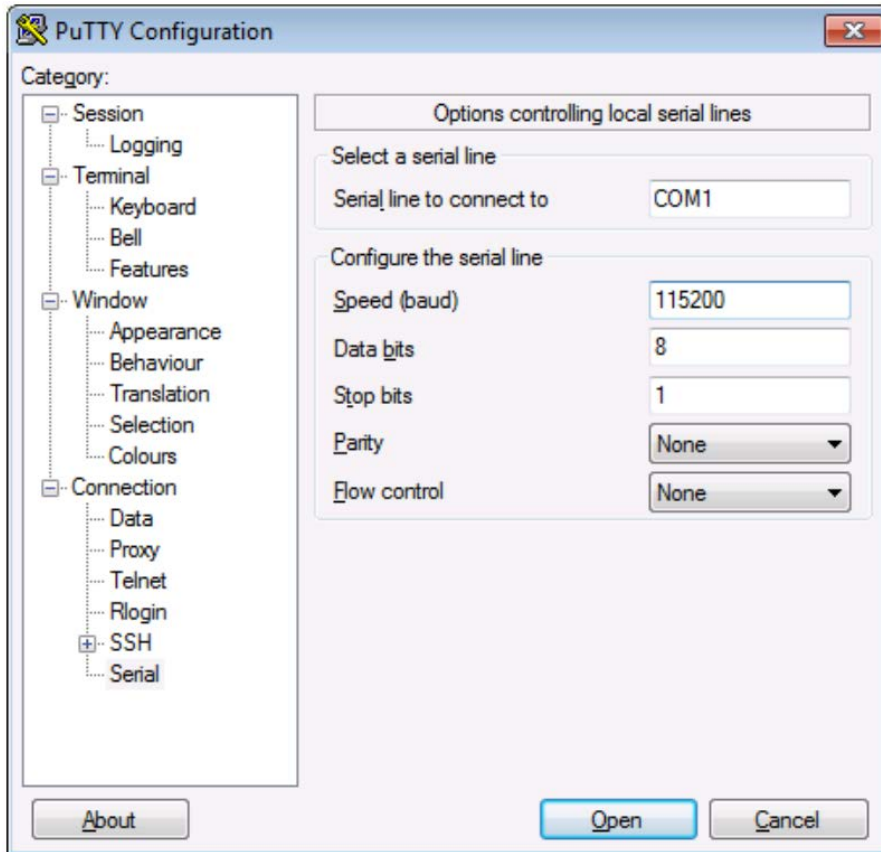 PuTTY Configuration
Category:
Session
Logging
Terminal
Keyboard
Bell
Features
Window
Appearance
Behaviour
Translation
Selection
Colours
Connection
Data
Proxy
Telnet
Rlogin
SSH
Serial
Options controlling local serial lines
Select a serial line
Serial line to connect to COM1
Configure the serial line
Speed (baud) 115200
Data bits 8
Stop bits 1
Parity None
Flow control None
About Open Cancel